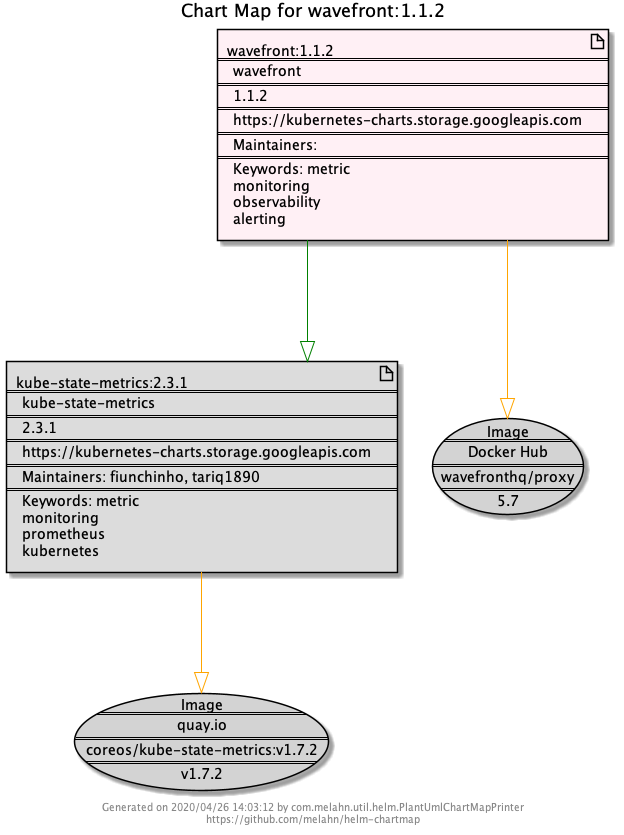 Chart Map for wavefront:1.1.2
wavefront:1.1.2
wavefront
1.1.2
https://kubernetes-charts.storage.googleapis.com
Maintainers:
Keywords: metric
monitoring
observability
alerting
kube-state-metrics:2.3.1
kube-state-metrics
2.3.1
https://kubernetes-charts.storage.googleapis.com
Maintainers: fiunchinho, tariq1890
Keywords: metric
monitoring
prometheus
kubernetes
Image
Docker Hub
wavefronthq/proxy
5.7
Image
quay.io
coreos/kube-state-metrics:v1.7.2
v1.7.2
Generated on 2020/04/26 14:03:12 by com.melahn.util.helm.PlantUmlChartMapPrinter
https://github.com/melahn/helm-chartmap